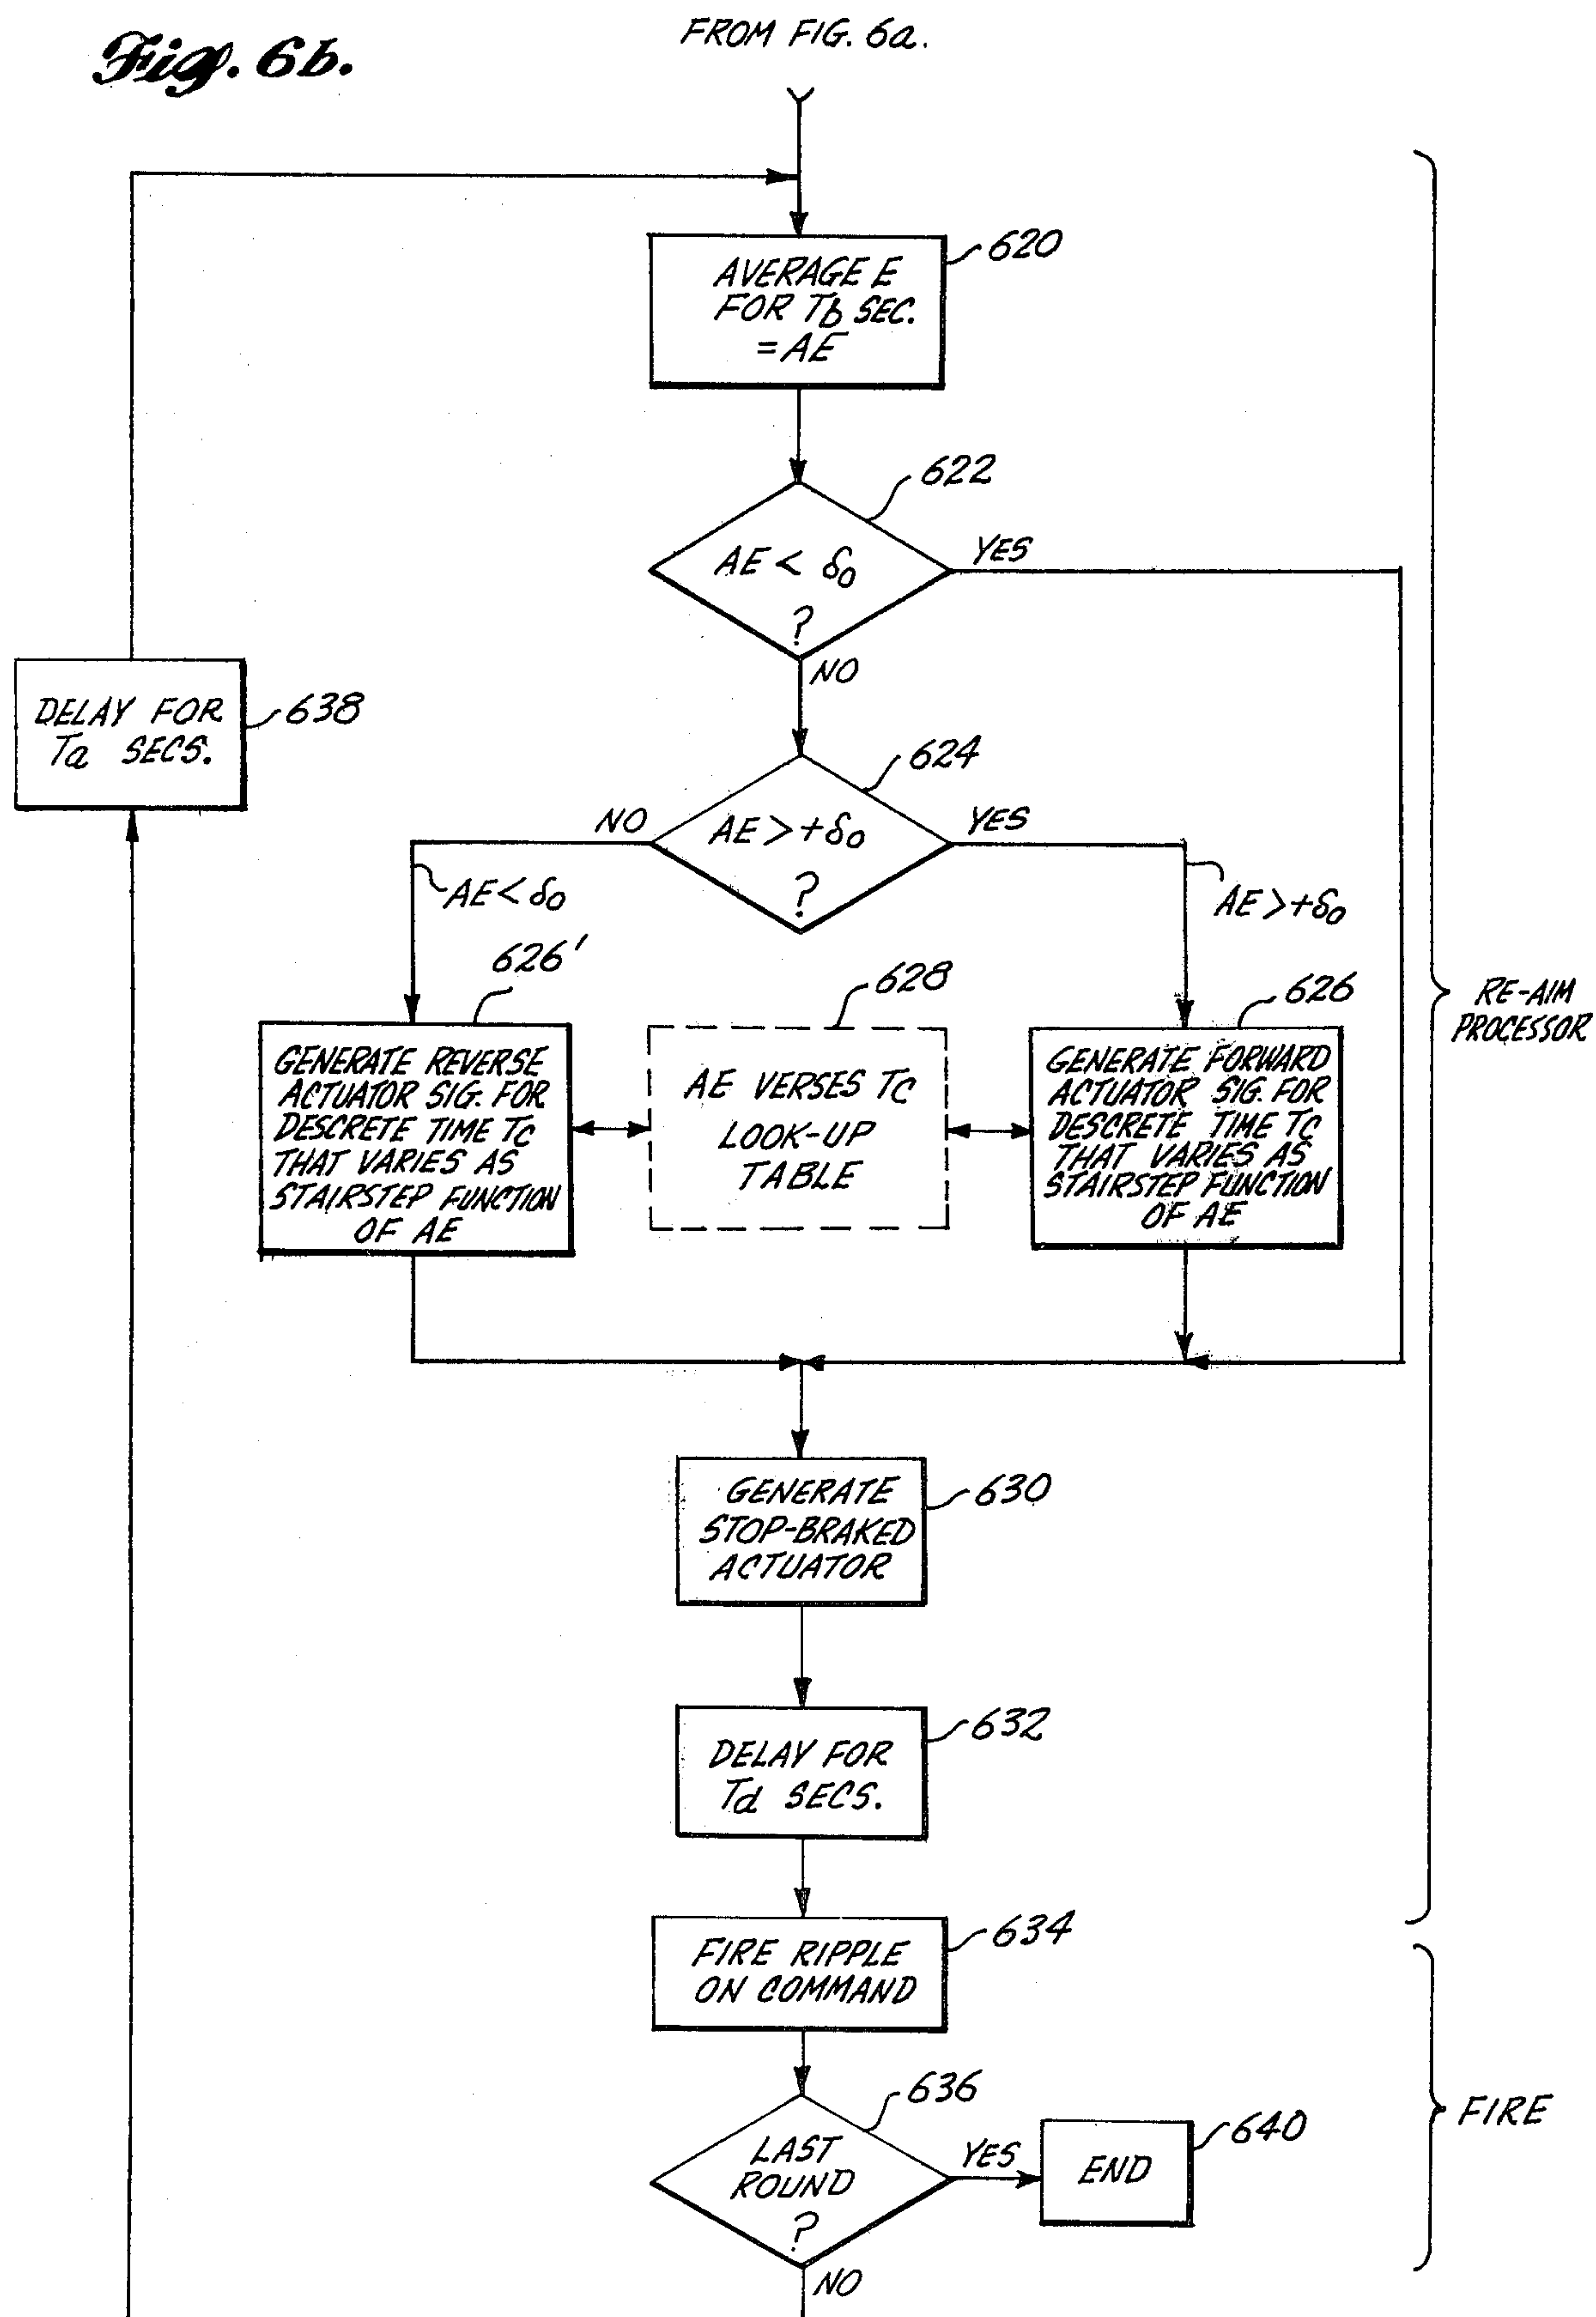 Fig. 6b.
FROM FIG. 6a.
620
AVERAGE E
FOR Tb SEC.
=AE
622
AE < δo
?
YES
NO
DELAY FOR
Ta SECS.
638
624
AE > +δo
?
NO
YES
AE < δo
AE > +δo
626'
628
626
GENERATE REVERSE
ACTUATOR SIG. FOR
DESCRETE TIME Tc
THAT VARIES AS
STAIRSTEP FUNCTION
OF AE
AE VERSES Tc
LOOK-UP
TABLE
GENERATE FORWARD
ACTUATOR SIG. FOR
DESCRETE TIME Tc
THAT VARIES AS
STAIRSTEP FUNCTION
OF AE
RE-AIM
PROCESSOR
GENERATE
STOP-BRAKED
ACTUATOR
630
DELAY FOR
Td SECS.
632
FIRE RIPPLE
ON COMMAND
634
636
LAST
ROUND
?
YES
END
640
FIRE
NO